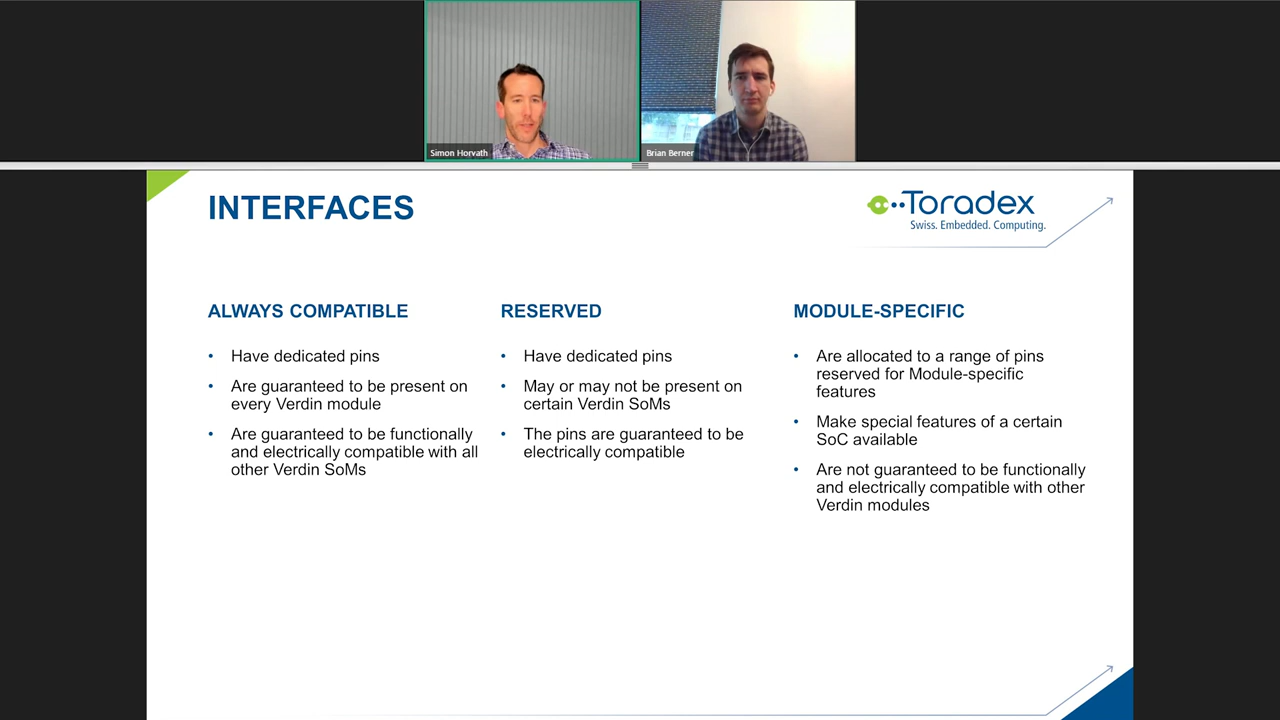 Simon Horvath
Brian Berner
INTERFACES
Toradex
Swiss. Embedded. Computing.
ALWAYS COMPATIBLE
• Have dedicated pins
• Are guaranteed to be present on
every Verdin module
• Are guaranteed to be functionally
and electrically compatible with all
other Verdin SoMs
RESERVED
• Have dedicated pins
• May or may not be present on
certain Verdin SoMs
• The pins are guaranteed to be
electrically compatible
MODULE-SPECIFIC
• Are allocated to a range of pins
reserved for Module-specific
features
• Make special features of a certain
SoC available
• Are not guaranteed to be functionally
and electrically compatible with other
Verdin modules